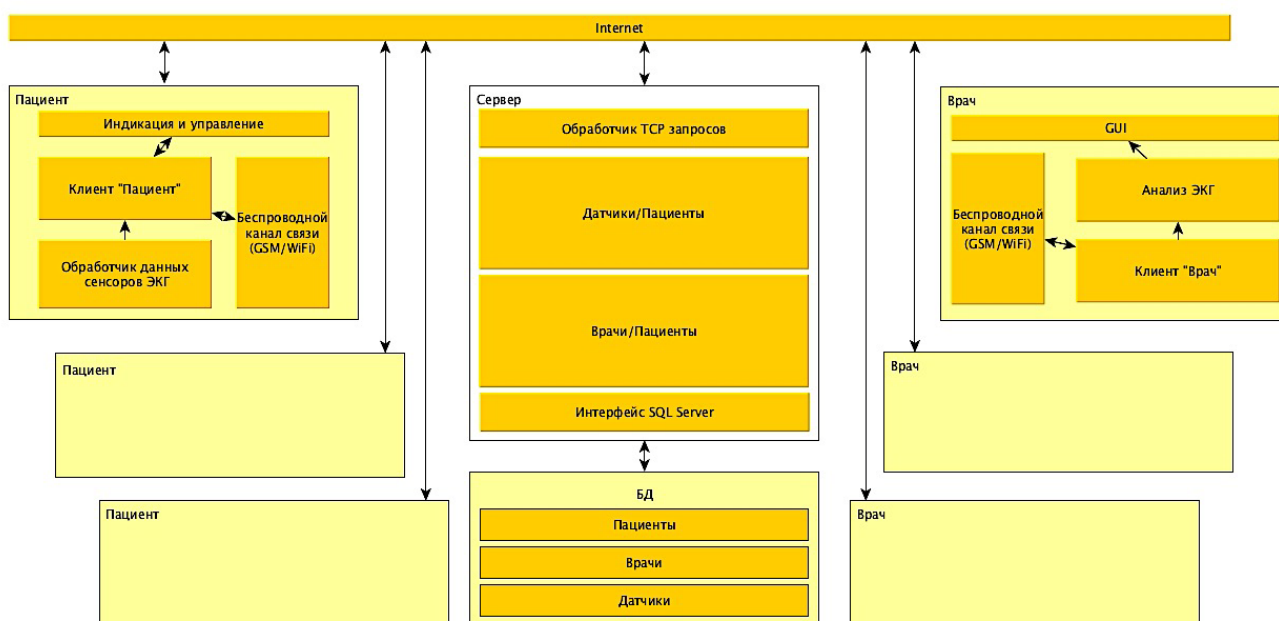 Internet
Пациент
Индикация и управление
Клиент "Пациент"
Беспроводной
канал связи
(GSM/WiFi)
Обработчик данных
сенсоров ЭКГ
Сервер
Обработчик TCP запросов
Датчики/Пациенты
Врачи/Пациенты
Интерфейс SQL Server
Врач
GUI
Беспроводной
канал связи
(GSM/WiFi)
Анализ ЭКГ
Клиент "Врач"
Пациент
Врач
Пациент
БД
Пациенты
Врачи
Датчики
Врач